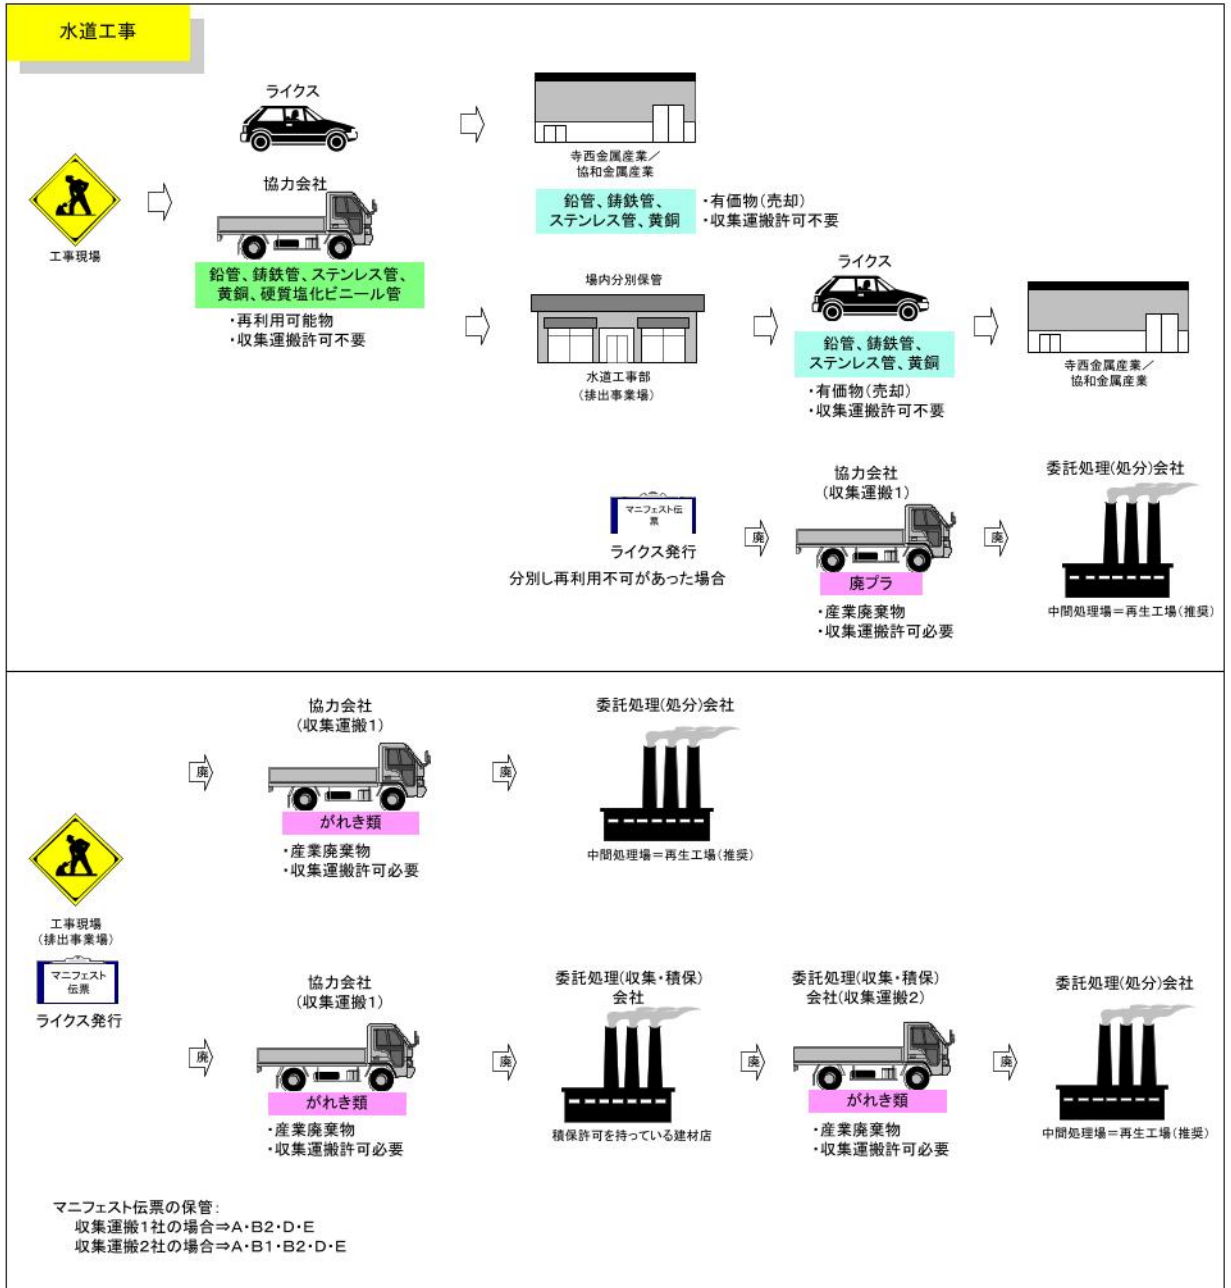 水道工事
ライクス
寺西金属産業／
協和金属産業
鉛管、鋳鉄管、
ステンレス管、黄銅
・有価物(売却)
・収集運搬許可不要
工事現場
協力会社
鉛管、鋳鉄管、ステンレス管、
黄銅、硬質塩化ビニール管
・再利用可能物
・収集運搬許可不要
場内分別保管
水道工事部
(排出事業場)
ライクス
鉛管、鋳鉄管、
ステンレス管、黄銅
・有価物(売却)
・収集運搬許可不要
寺西金属産業／
協和金属産業
マニフェスト伝
票
ライクス発行
分別し再利用不可があった場合
廃
協力会社
(収集運搬1)
廃プラ
・産業廃棄物
・収集運搬許可必要
廃
委託処理(処分)会社
中間処理場＝再生工場(推奨)
工事現場
(排出事業場)
マニフェスト
伝票
ライクス発行
廃
協力会社
(収集運搬1)
がれき類
・産業廃棄物
・収集運搬許可必要
廃
委託処理(処分)会社
中間処理場＝再生工場(推奨)
廃
協力会社
(収集運搬1)
がれき類
・産業廃棄物
・収集運搬許可必要
廃
委託処理(収集・積保)
会社
積保許可を持っている建材店
廃
委託処理(収集・積保)
会社(収集運搬2)
がれき類
・産業廃棄物
・収集運搬許可必要
廃
委託処理(処分)会社
中間処理場＝再生工場(推奨)
マニフェスト伝票の保管：
収集運搬1社の場合⇒A・B2・D・E
収集運搬2社の場合⇒A・B1・B2・D・E